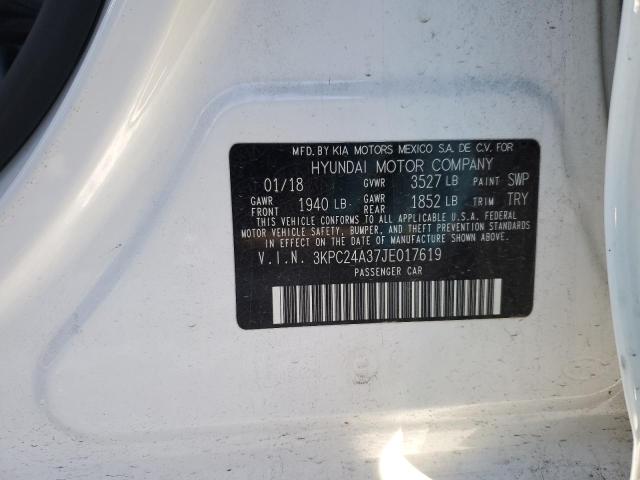 MFD. BY KIA MOTORS MEXICO S.A. DE C.V. FOR
HYUNDAI MOTOR COMPANY
01/18 GVWR 3527 LB PAINT SWP
GAWR FRONT 1940 LB GAWR REAR 1852 LB TRIM TRY
THIS VEHICLE CONFORMS TO ALL APPLICABLE U.S.A. FEDERAL
MOTOR VEHICLE SAFETY, BUMPER, AND THEFT PREVENTION STANDARDS
IN EFFECT ON THE DATE OF MANUFACTURE SHOWN ABOVE.
V.I.N. 3KPC24A37JE017619
PASSENGER CAR